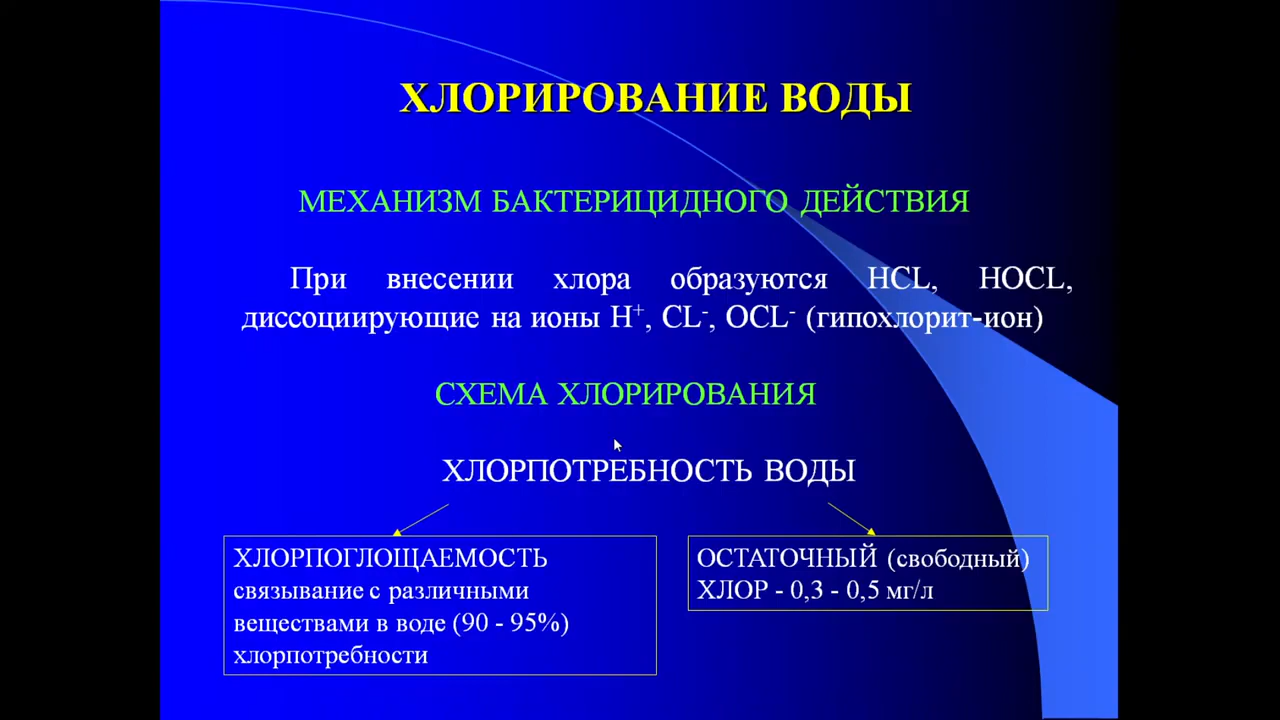 ХЛОРИРОВАНИЕ ВОДЫ
МЕХАНИЗМ БАКТЕРИЦИДНОГО ДЕЙСТВИЯ
При внесении хлора образуются HCL, HOCL,
диссоциирующие на ионы H⁺, CL⁻, OCL⁻ (гипохлорит-ион)
СХЕМА ХЛОРИРОВАНИЯ
ХЛОРПОТРЕБНОСТЬ ВОДЫ
ХЛОРПОГЛОЩАЕМОСТЬ
связывание с различными
веществами в воде (90 - 95%)
хлорпотребности
ОСТАТОЧНЫЙ (свободный)
ХЛОР - 0,3 - 0,5 мг/л